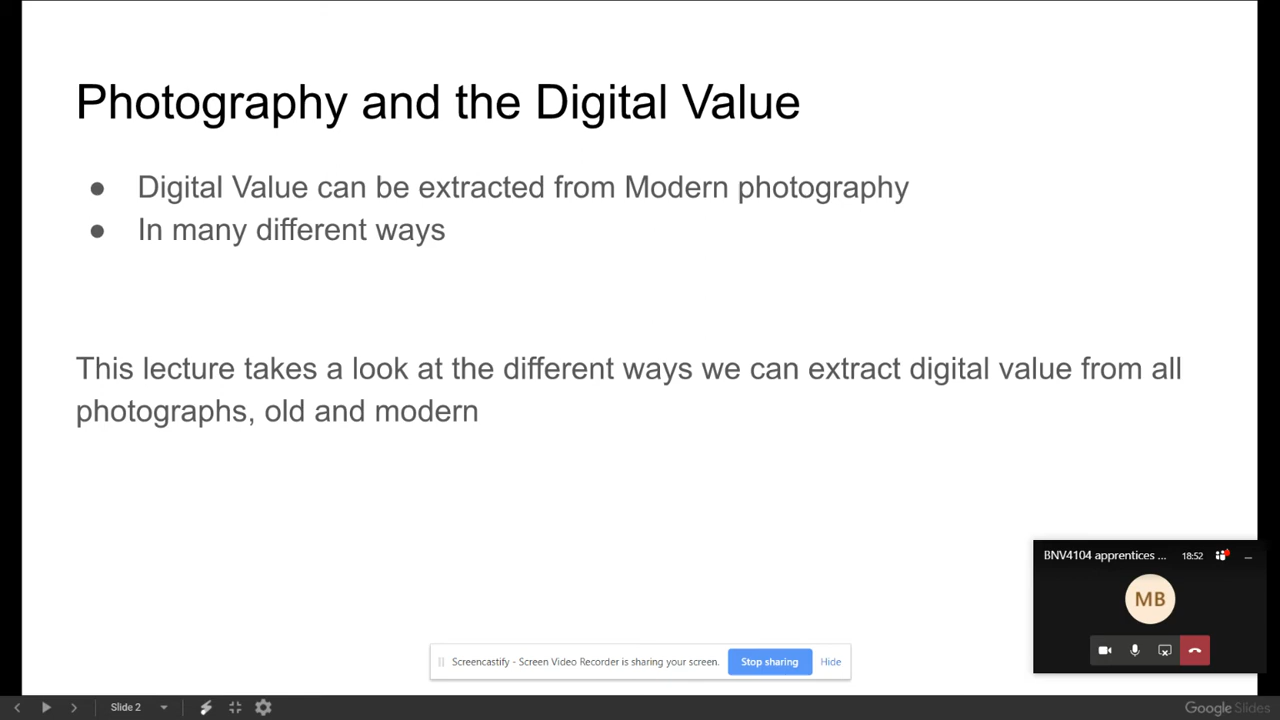 Photography and the Digital Value
● Digital Value can be extracted from Modern photography
● In many different ways
This lecture takes a look at the different ways we can extract digital value from all
photographs, old and modern
BNV4104 apprentices ... 18:52
MB
Screencastify - Screen Video Recorder is sharing your screen. Stop sharing Hide
Slide 2
Google Slides